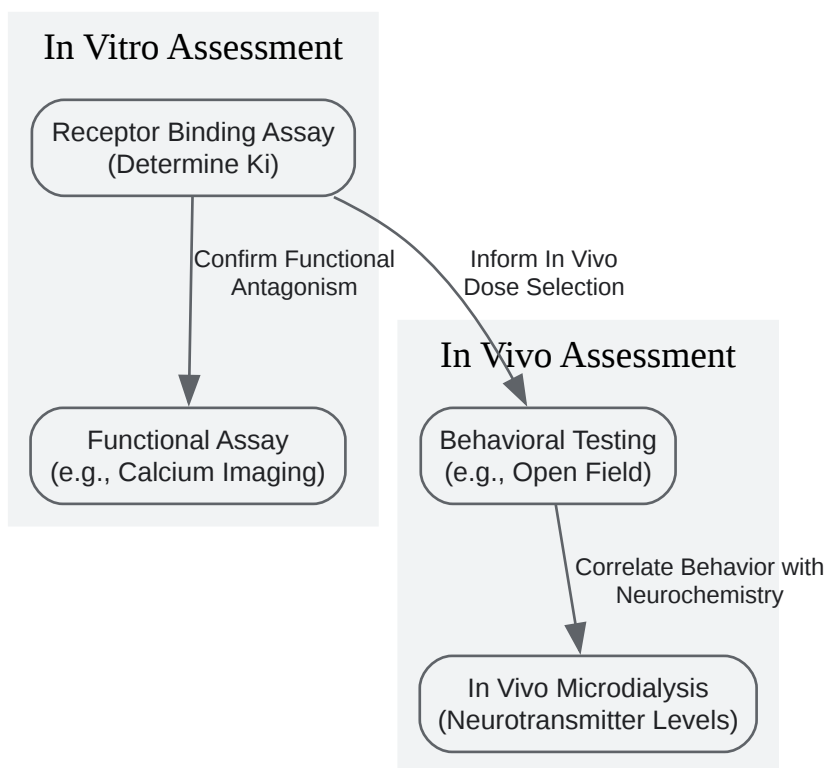 In Vitro Assessment
Receptor Binding Assay
(Determine Ki)
Confirm Functional
Antagonism
Inform In Vivo
Dose Selection
Functional Assay
(e.g., Calcium Imaging)
In Vivo Assessment
Behavioral Testing
(e.g., Open Field)
Correlate Behavior with
Neurochemistry
In Vivo Microdialysis
(Neurotransmitter Levels)